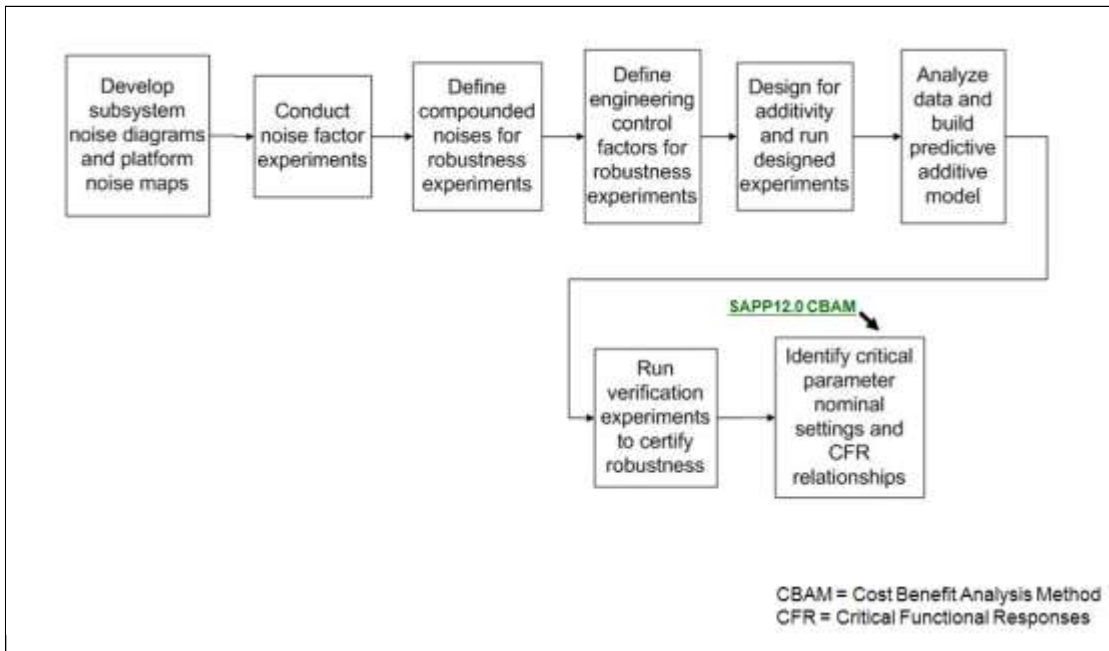 Develop
subsystem
noise diagrams
and platform
noise maps
Conduct
noise factor
experiments
Define
compounded
noises for
robustness
experiments
Define
engineering
control
factors for
robustness
experiments
Design for
additivity
and run
designed
experiments
Analyze
data and
build
predictive
additive
model
SAPP12.0 CBAM
Run
verification
experiments
to certify
robustness
Identify critical
parameter
nominal
settings and
CFR
relationships
CBAM = Cost Benefit Analysis Method
CFR = Critical Functional Responses